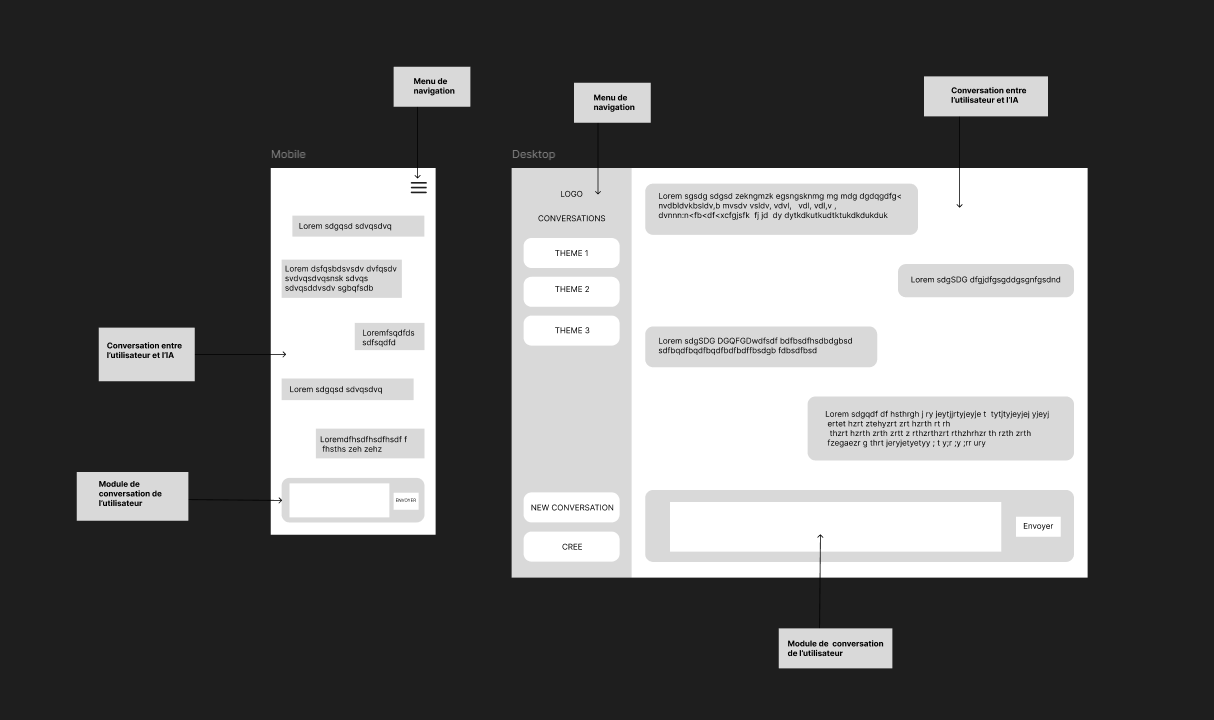 Menu de
navigation
Menu de
navigation
Conversation entre
l'utilisateur et l'IA
Mobile
Desktop
Lorem sdgqsd sdvqsdvq
Lorem dsfqsbdsvsdv dvfqsdv
svdvqsdvqsnsk sdvqs
sdvqsddvsdv sgbqfsdb
Loremfsqdfds
sdfsqdfd
Conversation entre
l'utilisateur et l'IA
Lorem sdgqsd sdvqsdvq
Loremdfhsdfhsdfhsdf f
fhsths zeh zehz
Module de
conversation de
l'utilisateur
ENVOYER
LOGO
CONVERSATIONS
THEME 1
THEME 2
THEME 3
NEW CONVERSATION
CREE
Lorem sgsdg sdgsd zekngmzk egsngsknmg mg mdg dgdqgdfg<
nvdbldvkbsldv,b mvsdv vsldv, vdvl, vdl, vdl,v ,
dvnnn:n<fb<df<xcfgjsfk fj jd dy dytkdkutkudtktukdkdukduk
Lorem sdgSDG dfgjdfgsgddgsgnfgsdnd
Lorem sdgSDG DGQFGDwdfsdf bdfbsdfhsdbdgbsd
sdfbqdfbqdfbqdfbdfbdffbsdgb fdbsdfbsd
Lorem sdgqdf df hsthrgh j ry jeytjjrtyjeyje t tytjtyjeyjej yjeyj
ertet hzrt ztehyzrt zrt hzrth rt rh
thzrt hzrth zrth zrtt z rthzrthzrt rthzhrhzr th rzth zrth
fzegaezr g thrt jeryjetyetyy ; t y;r ;y ;rr ury
Envoyer
Module de conversation
de l'utilisateur